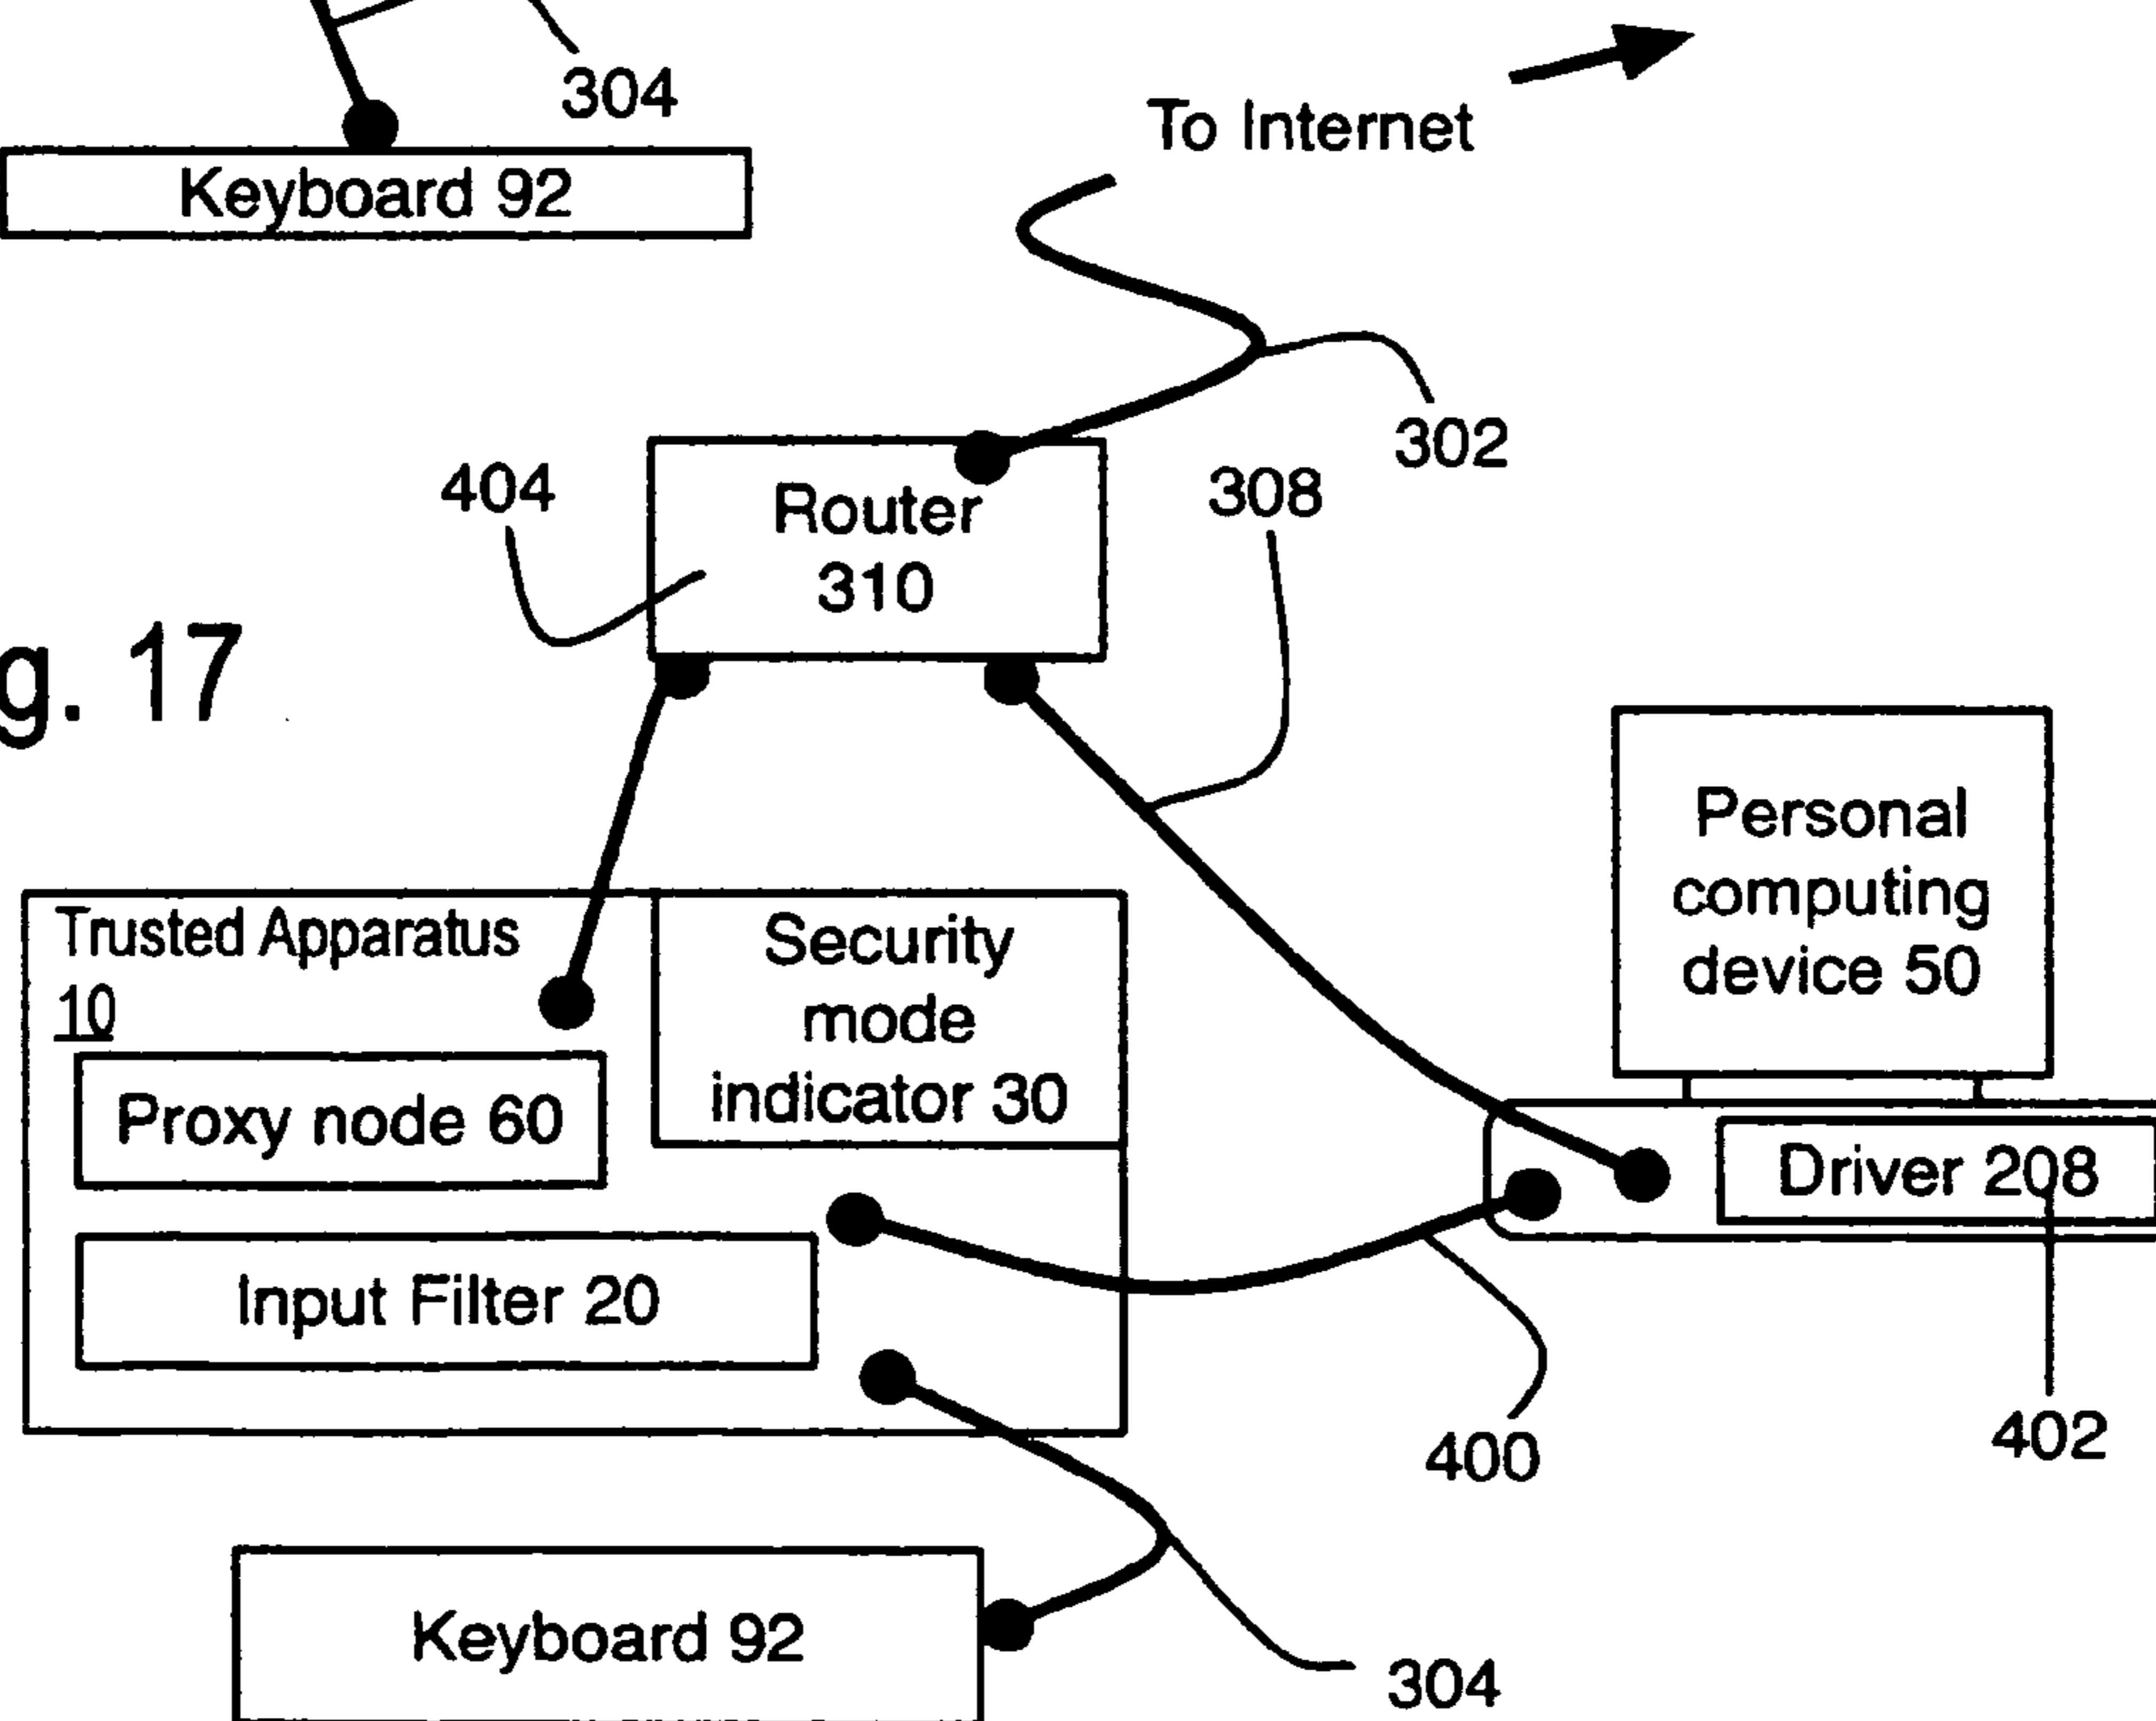 304
To Internet
Keyboard 92
302
404
308
Router
310
g. 17
Personal
computing
device 50
Trusted Apparatus
10
Security
mode
indicator 30
Proxy node 60
Driver 208
Input Filter 20
400
402
Keyboard 92
304